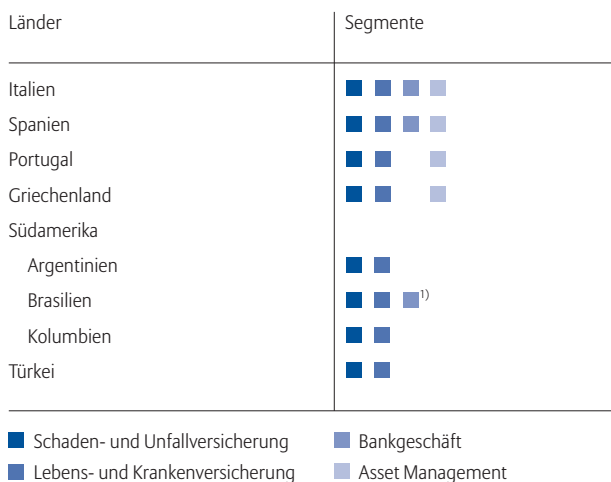 Länder Segmente
Italien
Spanien
Portugal
Griechenland
Südamerika
Argentinien
Brasilien 1)
Kolumbien
Türkei
Schaden- und Unfallversicherung Bankgeschäft
Lebens- und Krankenversicherung Asset Management